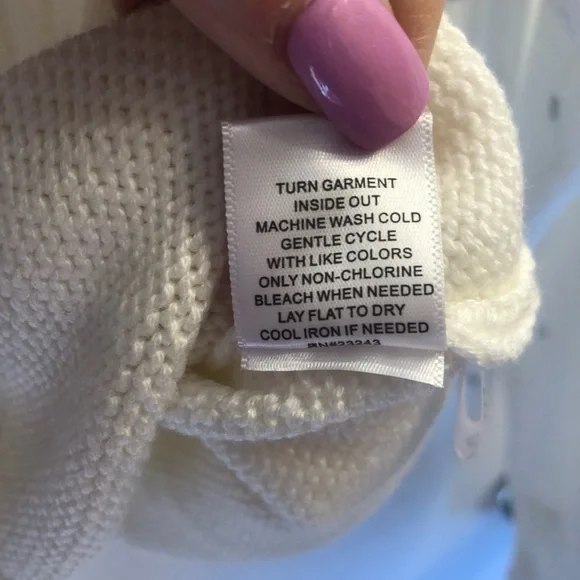 TURN GARMENT
INSIDE OUT
MACHINE WASH COLD
GENTLE CYCLE
WITH LIKE COLORS
ONLY NON-CHLORINE
BLEACH WHEN NEEDED
LAY FLAT TO DRY
COOL IRON IF NEEDED